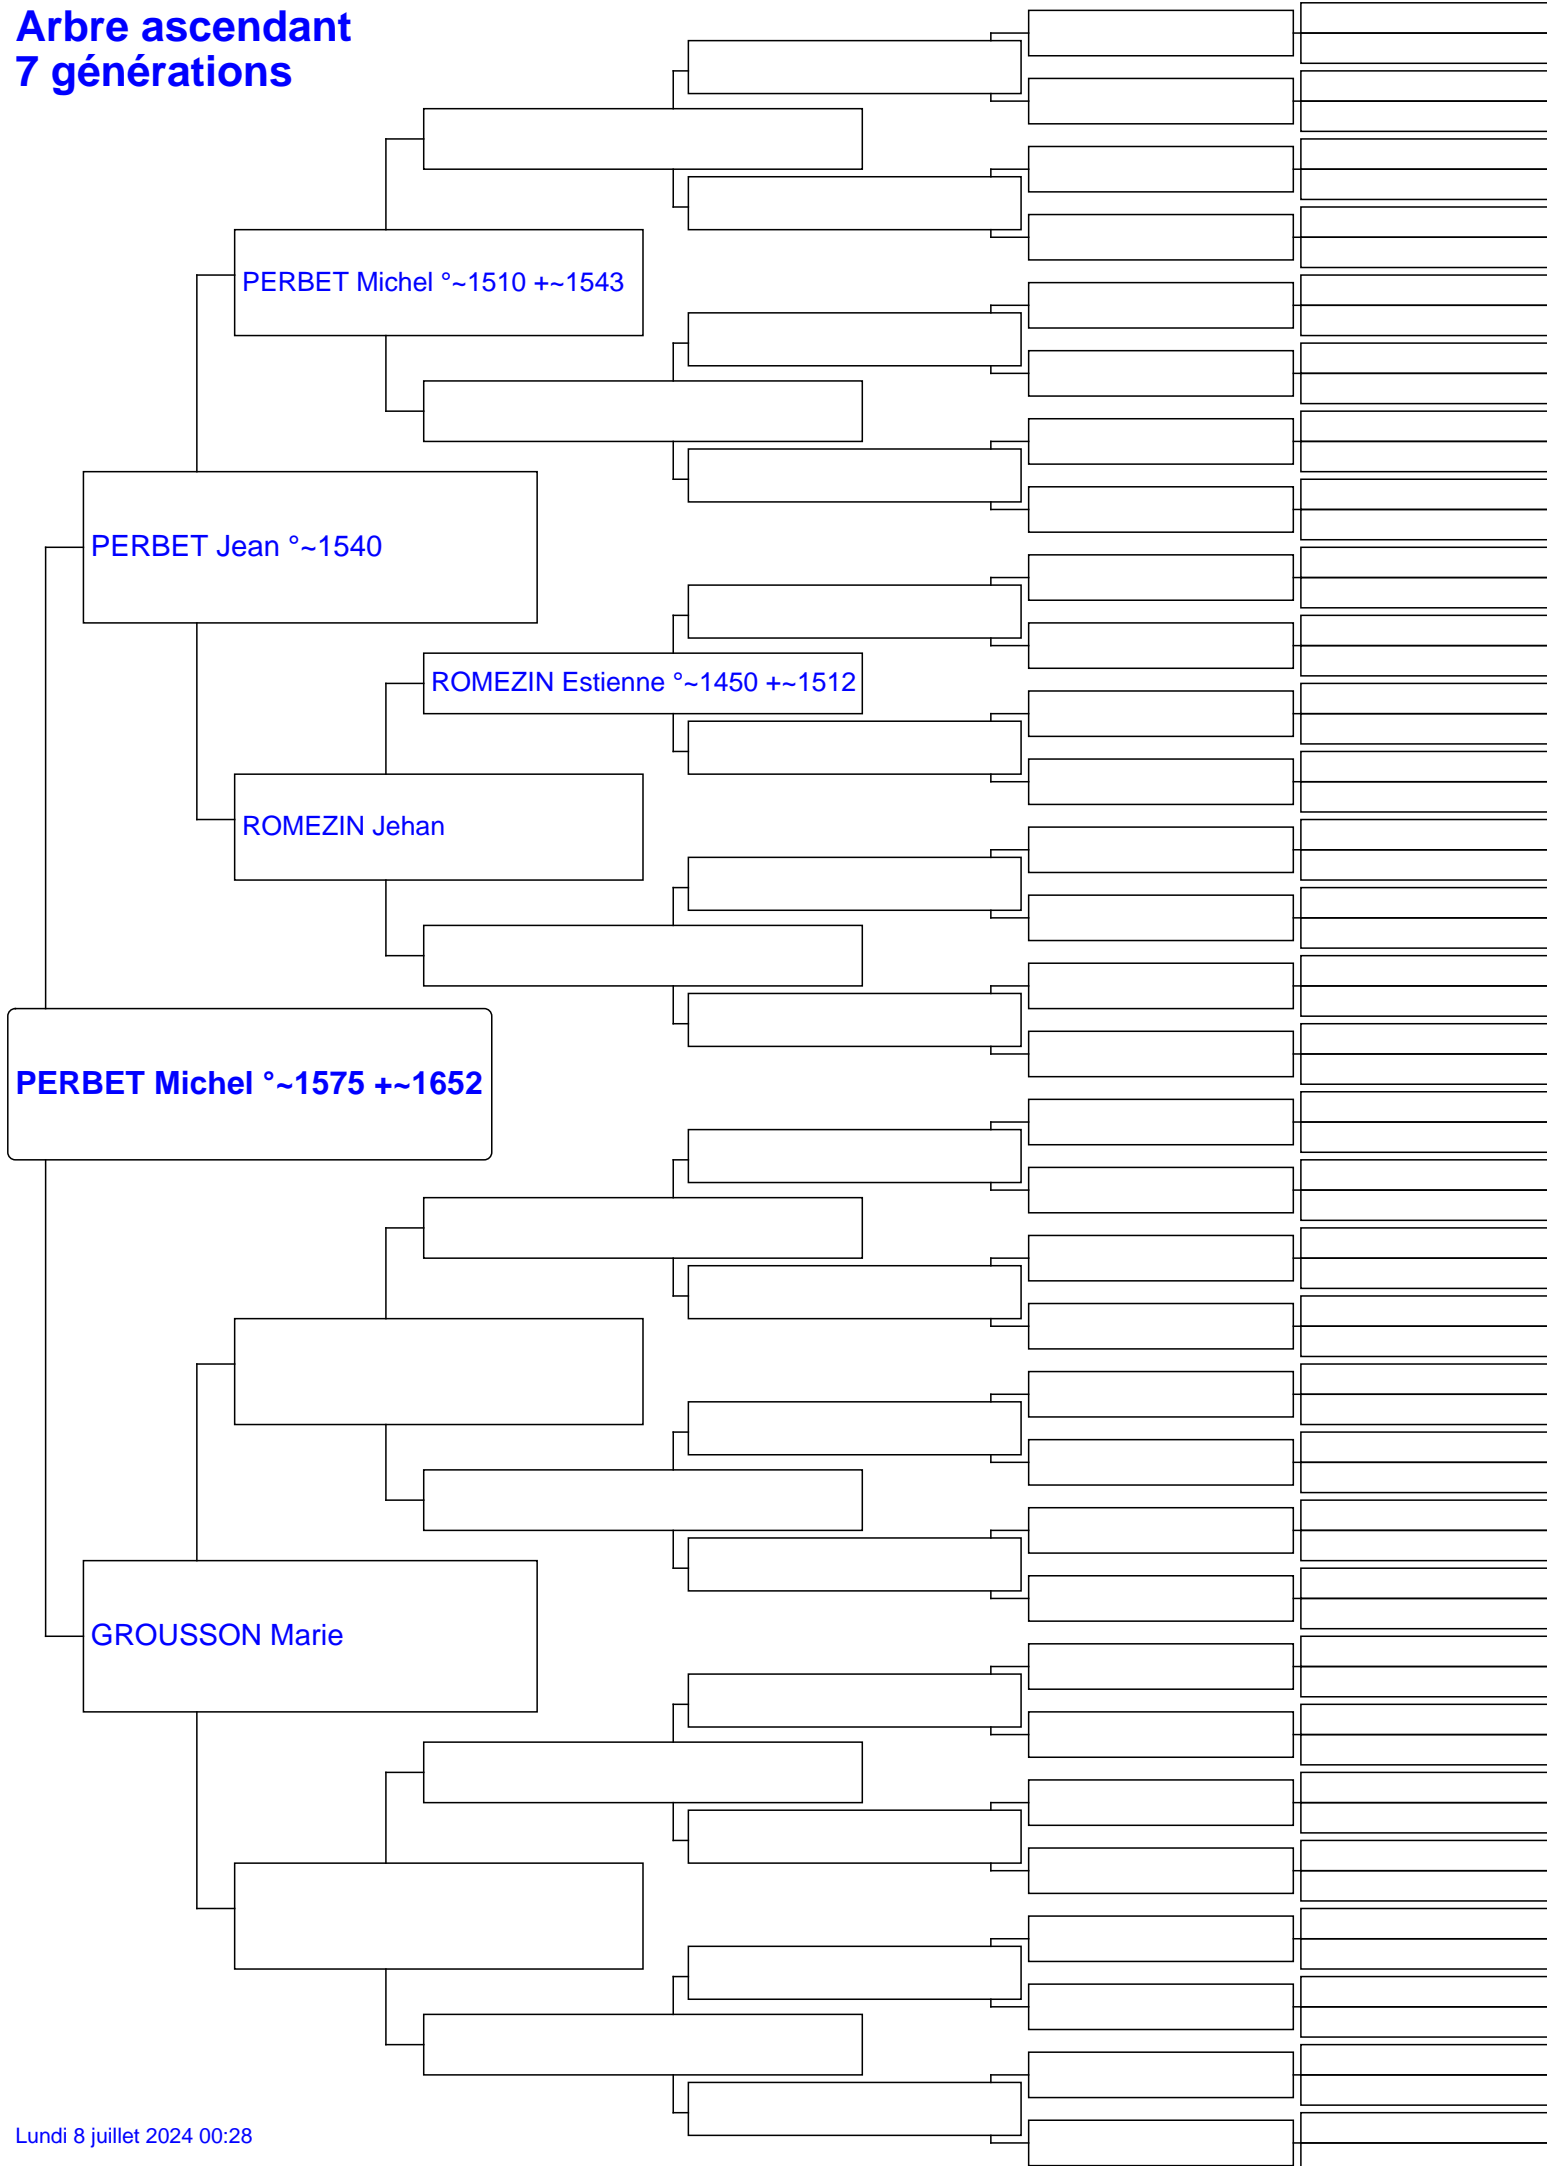 Arbre ascendant
7 générations
PERBET Michel °~1510 +~1543
PERBET Jean °~1540
ROMEZIN Estienne °~1450 +~1512
ROMEZIN Jehan
PERBET Michel °~1575 +~1652
GROUSSON Marie
Lundi 8 juillet 2024 00:28